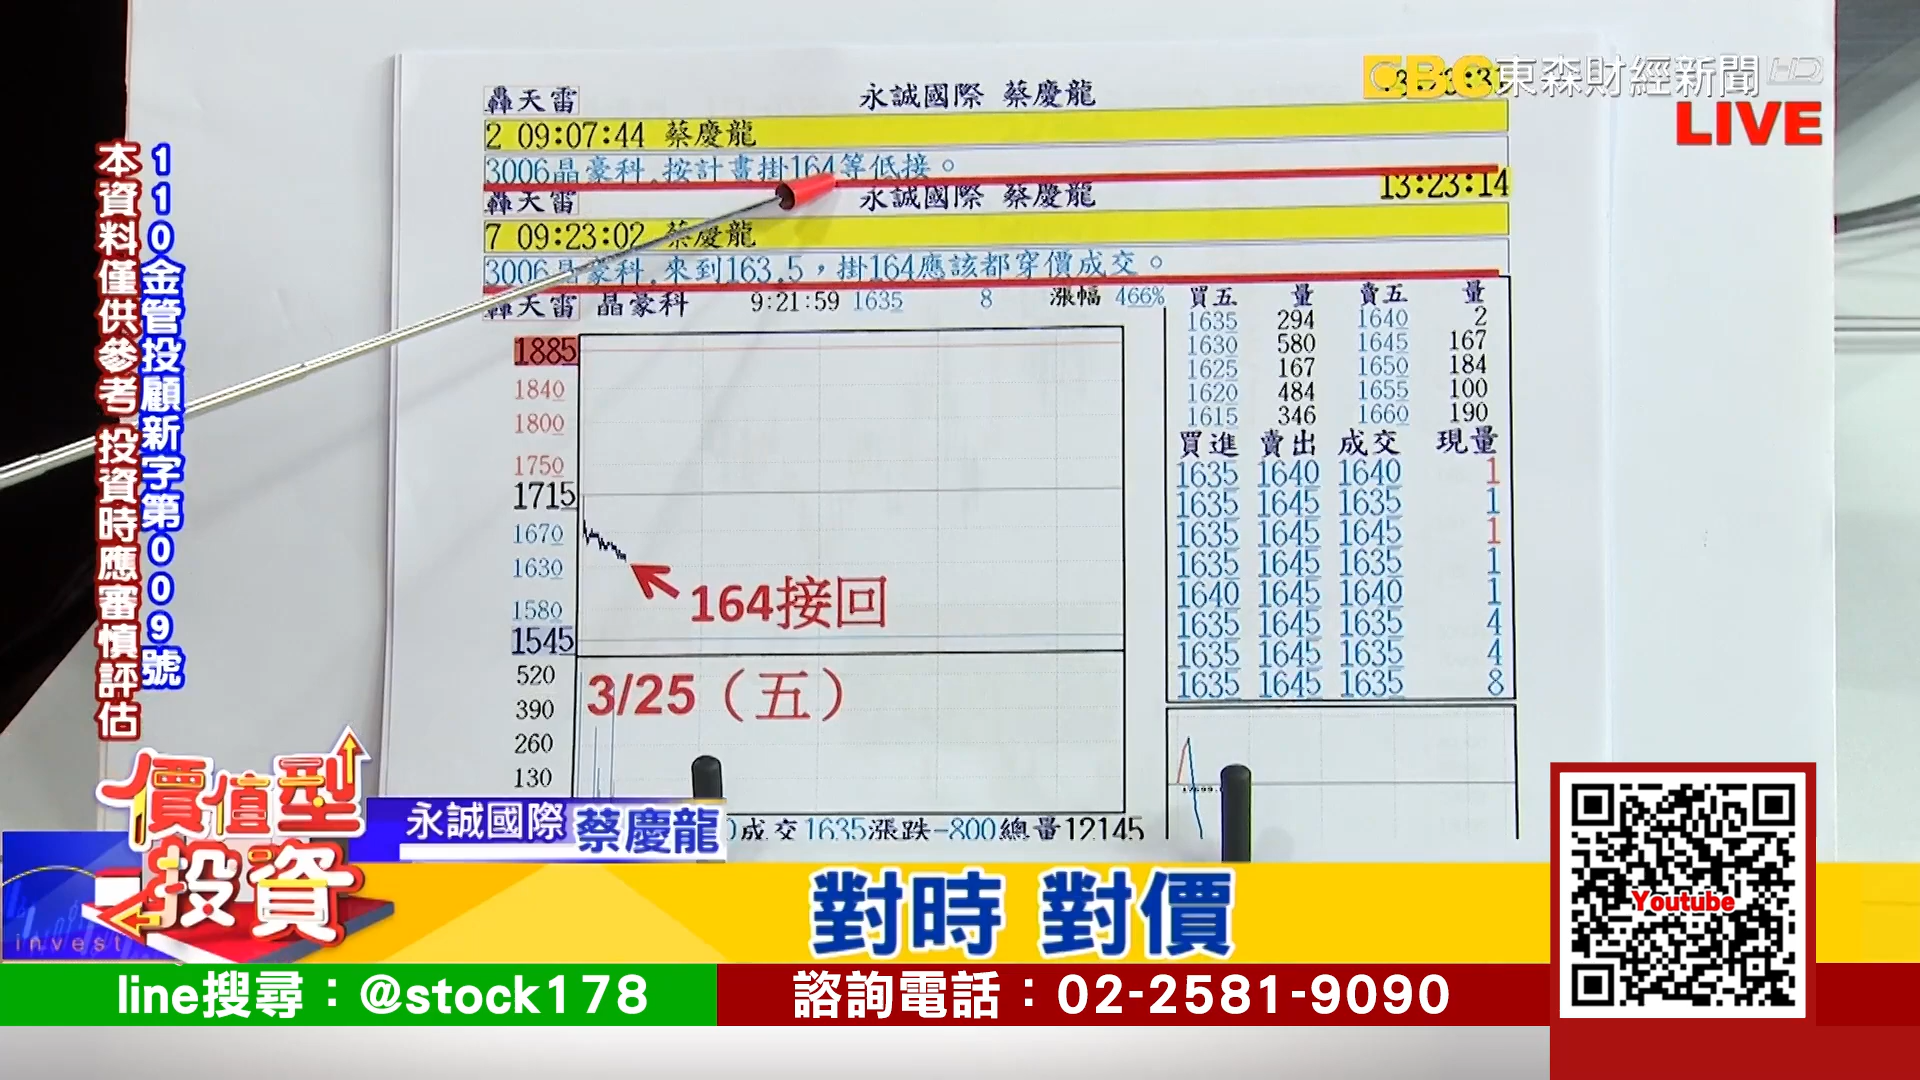 EBC東森財經新聞 HD
LIVE
轟天雷 永誠國際 蔡慶龍
2 09:07:44 蔡慶龍
3006晶豪科.按計畫掛164等低接。
轟天雷 永誠國際 蔡慶龍 13:23:14
7 09:23:02 蔡慶龍
3006晶豪科.來到163.5，掛164應該都穿價成交。
轟天雷 晶豪科 9:21:59 1635 8 漲幅 466%
買五 量 賣五 量
1635 294 1640 2
1630 580 1645 167
1625 167 1650 184
1620 484 1655 100
1615 346 1660 190
買進 賣出 成交 現量
1635 1640 1640 1
1635 1645 1635 1
1635 1645 1645 1
1635 1645 1635 1
1640 1645 1640 1
1635 1645 1635 4
1635 1645 1635 4
1635 1645 1635 8
1885
1840
1800
1750
1715
1670
1630
1580
1545
520
390
260
130
164接回
3/25（五）
成交1635漲跌-800總量12145
110金管投顧新字第009號
本資料僅供參考 投資時應審慎評估
價值型
投資
invest
永誠國際 蔡慶龍
對時 對價
line搜尋：@stock178
諮詢電話：02-2581-9090
Youtube